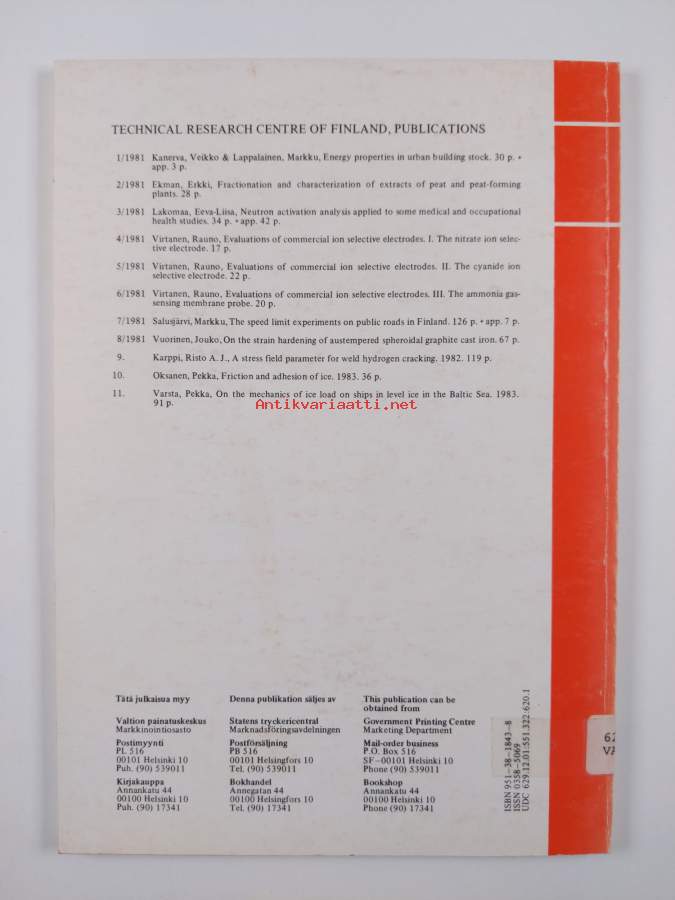 TECHNICAL RESEARCH CENTRE OF FINLAND, PUBLICATIONS
1/1981 Kanerva, Veikko & Lappalainen, Markku, Energy properties in urban building stock. 30 p. +
app. 3 p.
2/1981 Ekman, Erkki, Fractionation and characterization of extracts of peat and peat-forming
plants. 28 p.
3/1981 Lakomaa, Eeva-Liisa, Neutron activation analysis applied to some medical and occupational
health studies. 34 p. + app. 42 p.
4/1981 Virtanen, Rauno, Evaluations of commercial ion selective electrodes. I. The nitrate ion selec-
tive electrode. 17 p.
5/1981 Virtanen, Rauno, Evaluations of commercial ion selective electrodes. II. The cyanide ion
selective electrode. 22 p.
6/1981 Virtanen, Rauno, Evaluations of commercial ion selective electrodes. III. The ammonia gas-
sensing membrane probe. 20 p.
7/1981 Salusjärvi, Markku, The speed limit experiments on public roads in Finland. 126 p. + app. 7 p.
8/1981 Vuorinen, Jouko, On the strain hardening of austempered spheroidal graphite cast iron. 67 p.
9. Karppi, Risto A. J., A stress field parameter for weld hydrogen cracking. 1982. 119 p.
10. Oksanen, Pekka, Friction and adhesion of ice. 1983. 36 p.
11. Varsta, Pekka, On the mechanics of ice load on ships in level ice in the Baltic Sea. 1983.
91 p.
Antikvariaatti.net
Tätä julkaisua myy
Valtion painatuskeskus
Markkinointiosasto
Postimyynti
PL 516
00101 Helsinki 10
Puh. (90) 539011
Kirjakauppa
Annankatu 44
00100 Helsinki 10
Puh. (90) 17341
Denna publikation säljes av
Statens tryckericentral
Marknadsföringsavdelningen
Postförsäljning
PB 516
00101 Helsingfors 10
Tel. (90) 539011
Bokhandel
Annegatan 44
00100 Helsingfors 10
Tel. (90) 17341
This publication can be
obtained from
Government Printing Centre
Marketing Department
Mail-order business
P.O. Box 516
SF-00101 Helsinki 10
Phone (90) 539011
Bookshop
Annankatu 44
00100 Helsinki 10
Phone (90) 17341
ISBN 951-38-1843-8
ISSN 0358-5069
UDC 629.12.01:551.322:620.1
62